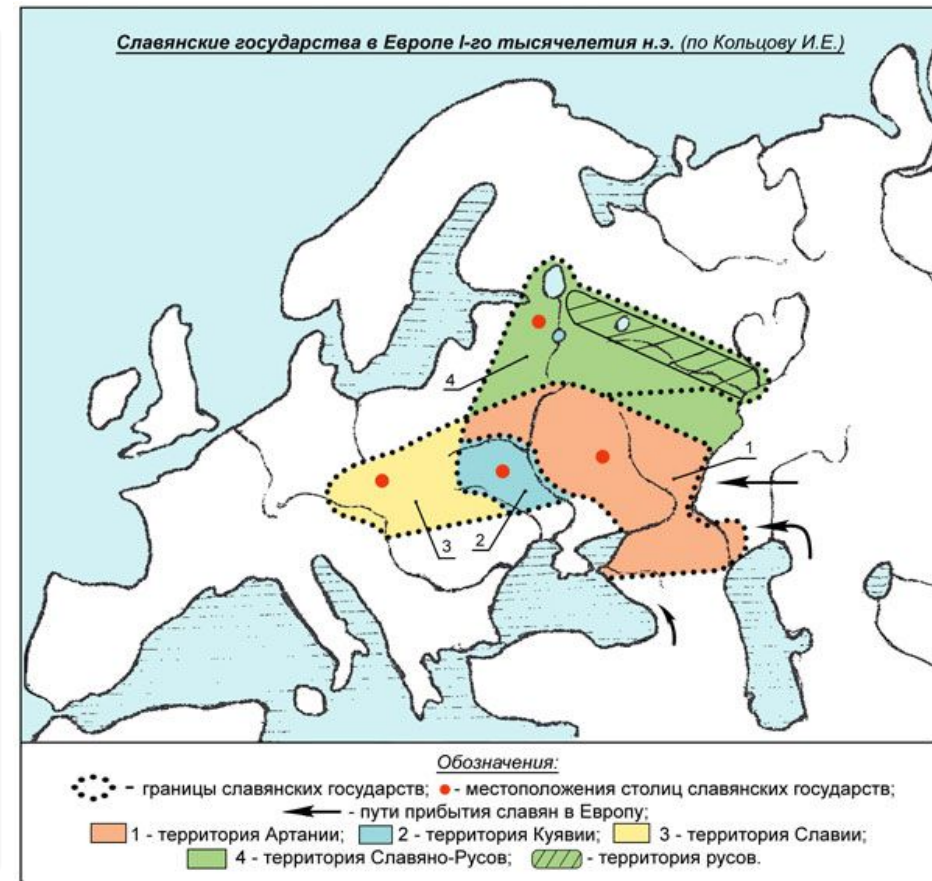 Славянские государства в Европе I-го тысячелетия н.э. (по Кольцову И.Е.)
4
1
3
2
Обозначения:
- границы славянских государств; - местоположения столиц славянских государств;
- пути прибытия славян в Европу;
1 - территория Артании; 2 - территория Куявии; 3 - территория Славии;
4 - территория Славяно-Русов; - территория русов.